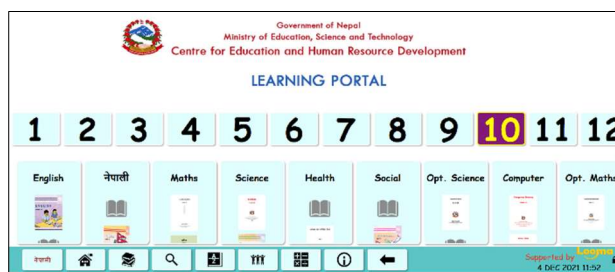 Government of Nepal
Ministry of Education, Science and Technology
Centre for Education and Human Resource Development
LEARNING PORTAL
1 2 3 4 5 6 7 8 9 10 11 12
English नेपाली Maths Science Health Social Opt. Science Computer Opt. Maths
नेपाली
Supported by
4 DEC 2021 11:52